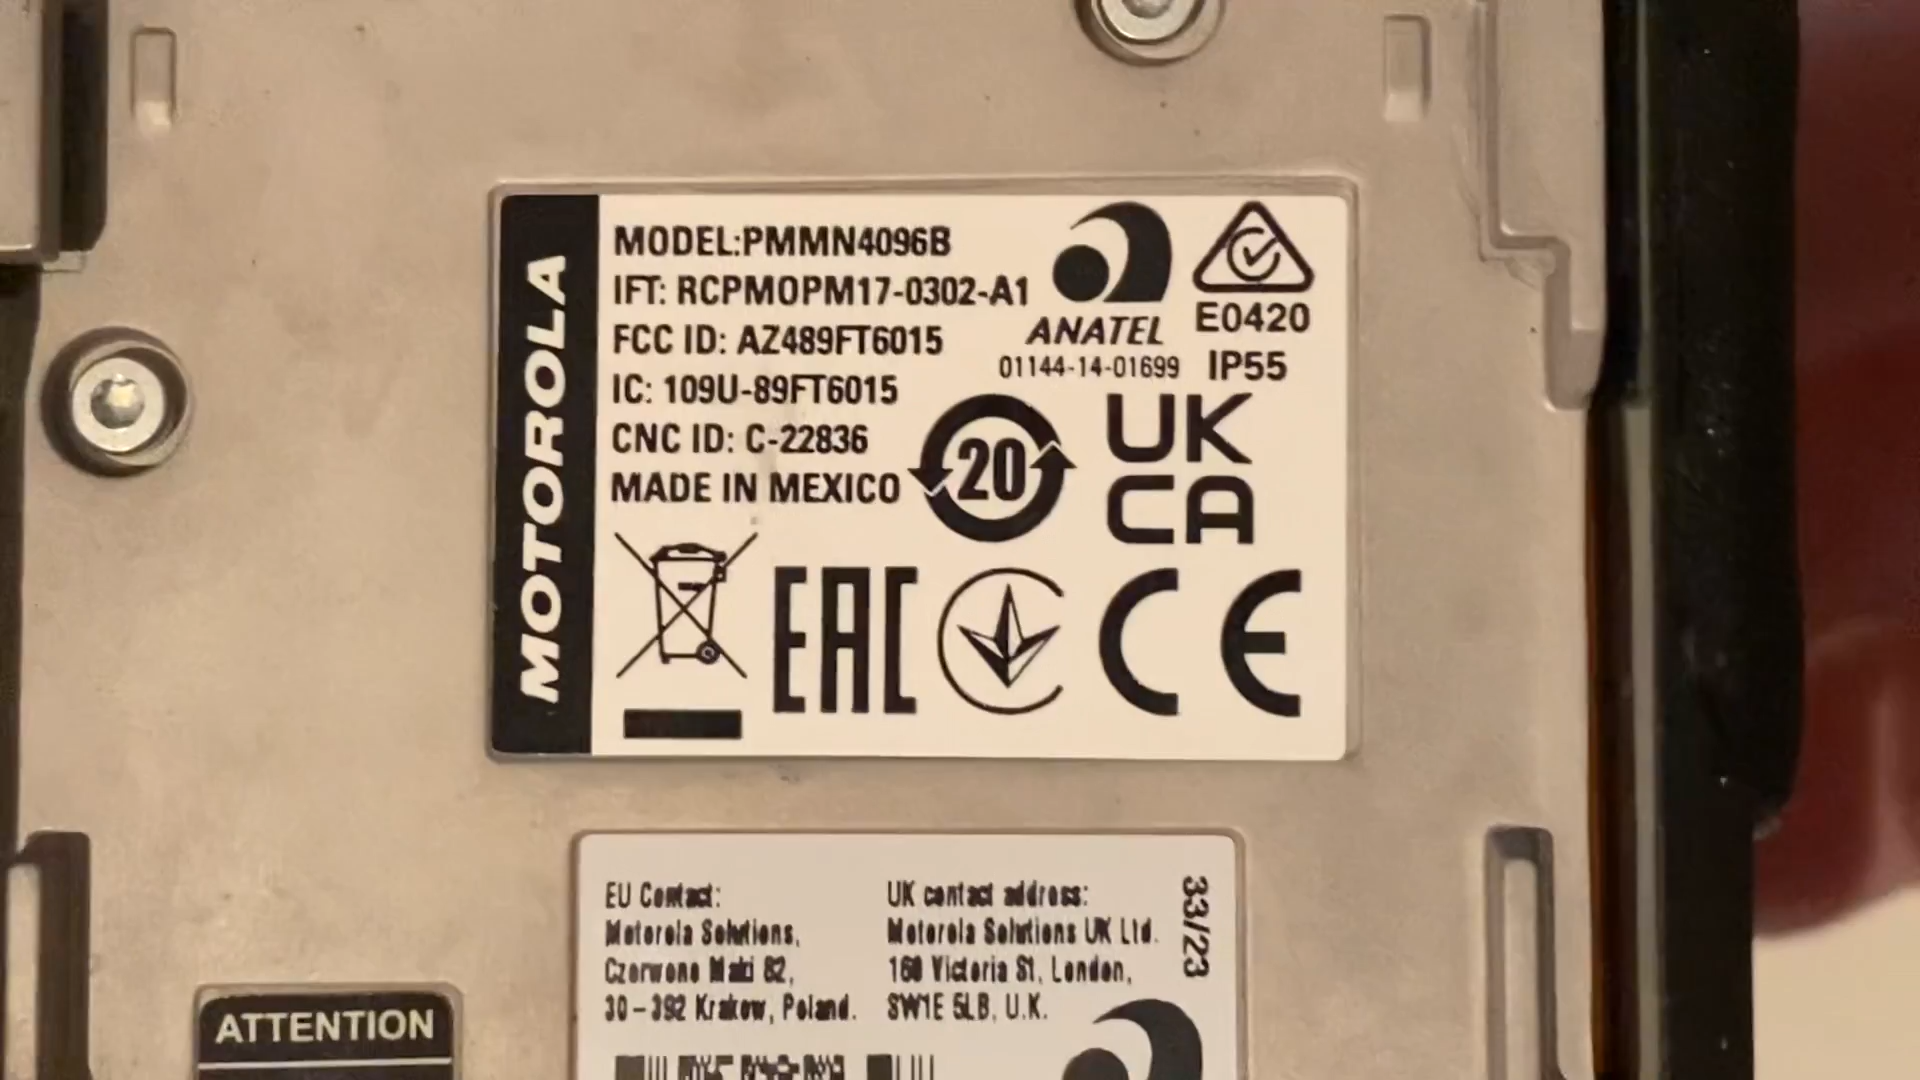 MOTOROLA
MODEL:PMMN4096B
IFT: RCPMOPM17-0302-A1
FCC ID: AZ489FT6015
IC: 109U-89FT6015
CNC ID: C-22836
MADE IN MEXICO
ANATEL
01144-14-01699
E0420
IP55
20
UK
CA
EAC
CE
EU Contact:
Motorola Solutions,
Czerwone Maki 82,
30-392 Krakow, Poland.
UK contact address:
Motorola Solutions UK Ltd.
160 Victoria St, London,
SW1E 5LB, U.K.
33/23
ATTENTION